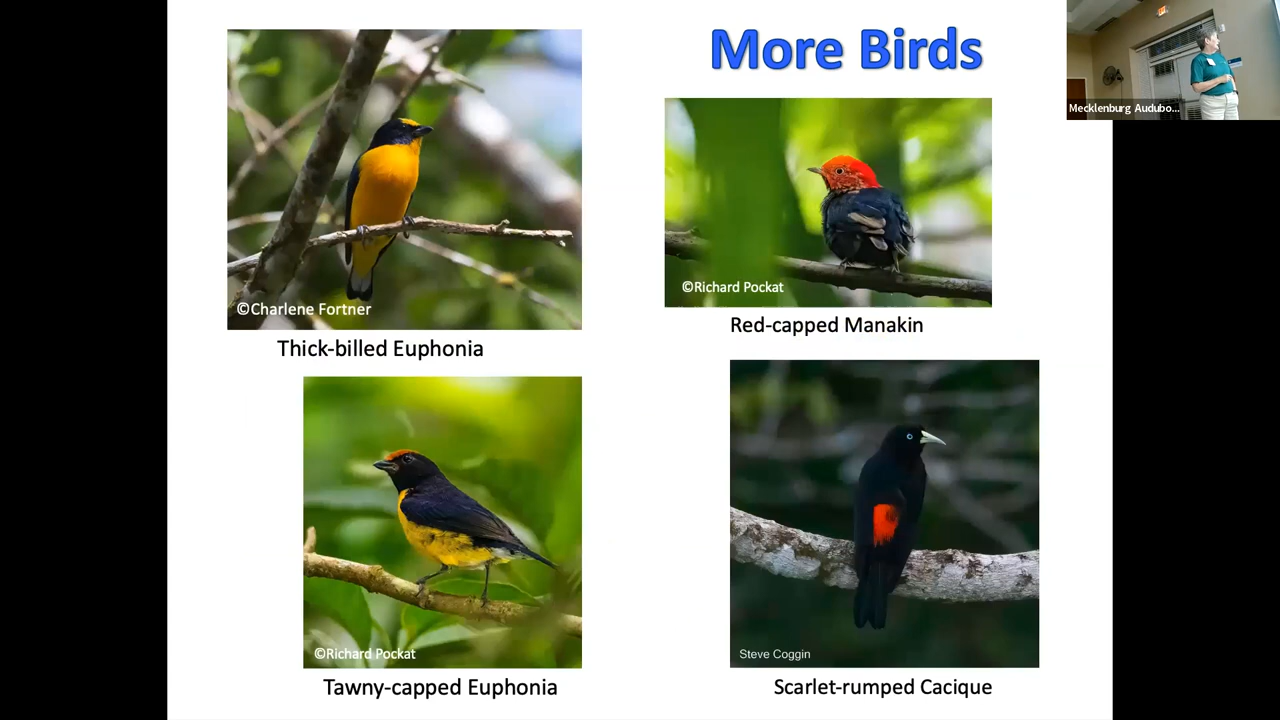 More Birds
Mecklenburg Audubo...
©Charlene Fortner
Thick-billed Euphonia
©Richard Pockat
Red-capped Manakin
©Richard Pockat
Tawny-capped Euphonia
Steve Coggin
Scarlet-rumped Cacique